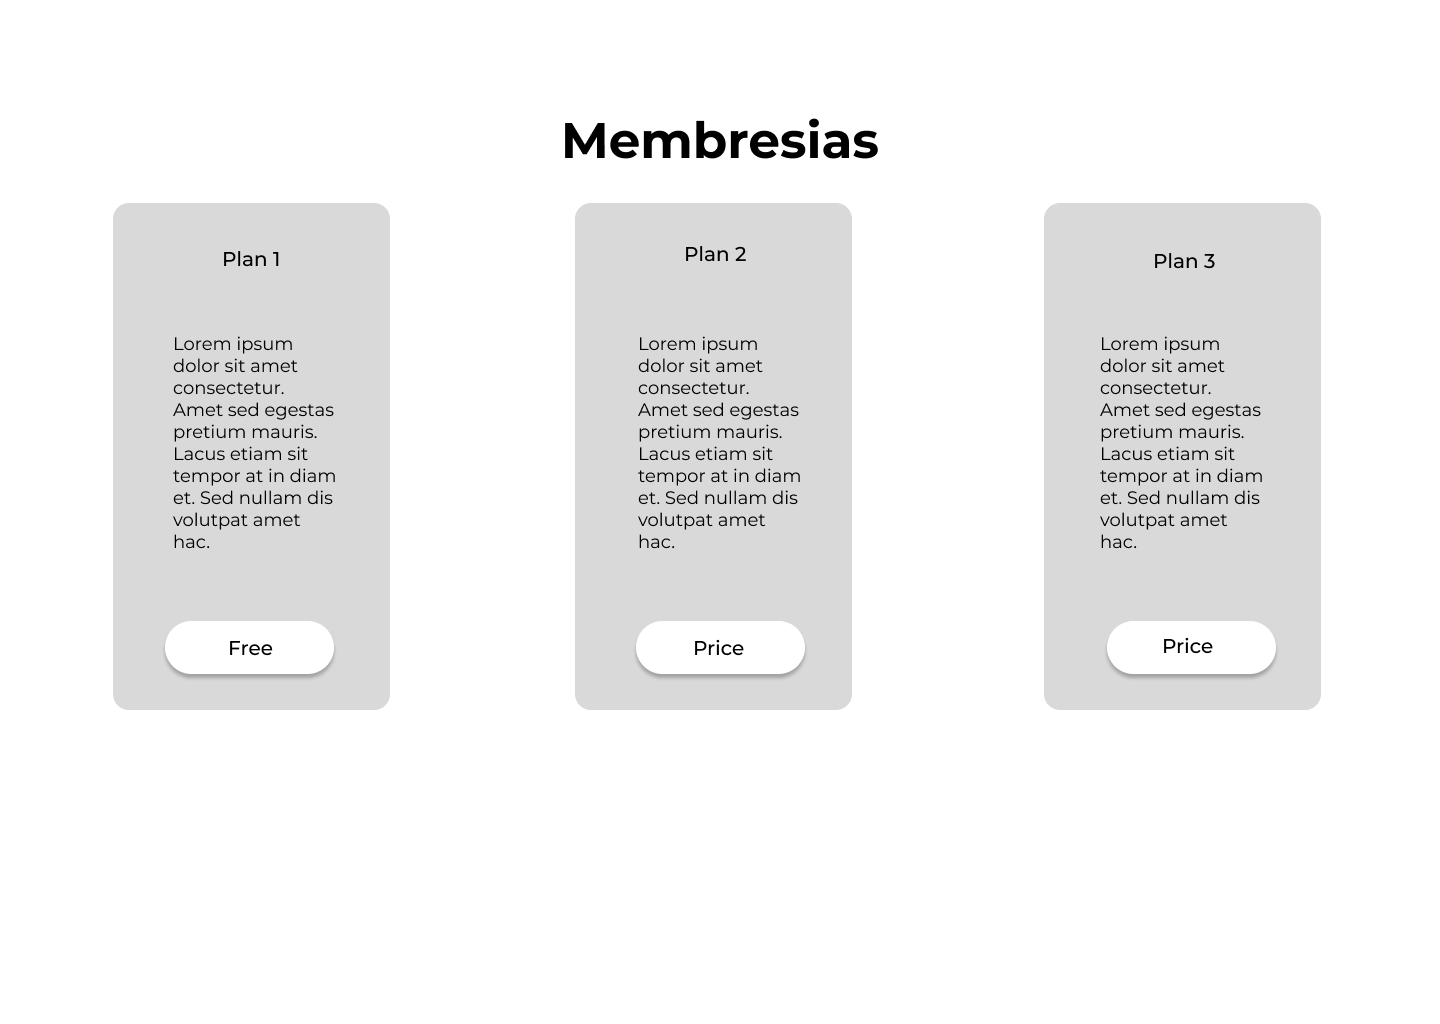 Membresias
Plan 1
Lorem ipsum
dolor sit amet
consectetur.
Amet sed egestas
pretium mauris.
Lacus etiam sit
tempor at in diam
et. Sed nullam dis
volutpat amet
hac.
Free
Plan 2
Lorem ipsum
dolor sit amet
consectetur.
Amet sed egestas
pretium mauris.
Lacus etiam sit
tempor at in diam
et. Sed nullam dis
volutpat amet
hac.
Price
Plan 3
Lorem ipsum
dolor sit amet
consectetur.
Amet sed egestas
pretium mauris.
Lacus etiam sit
tempor at in diam
et. Sed nullam dis
volutpat amet
hac.
Price